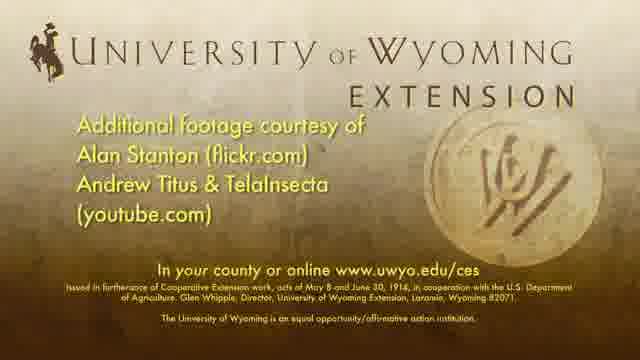 UNIVERSITY OF WYOMING
EXTENSION
Additional footage courtesy of
Alan Stanton (flickr.com)
Andrew Titus & TelaInsecta
(youtube.com)
In your county or online www.uwyo.edu/ces
Issued in furtherance of Cooperative Extension work, acts of May 8 and June 30, 1914, in cooperation with the U.S. Department
of Agriculture. Glen Whipple, Director, University of Wyoming Extension, Laramie, Wyoming 82071.
The University of Wyoming is an equal opportunity/affirmative action institution.